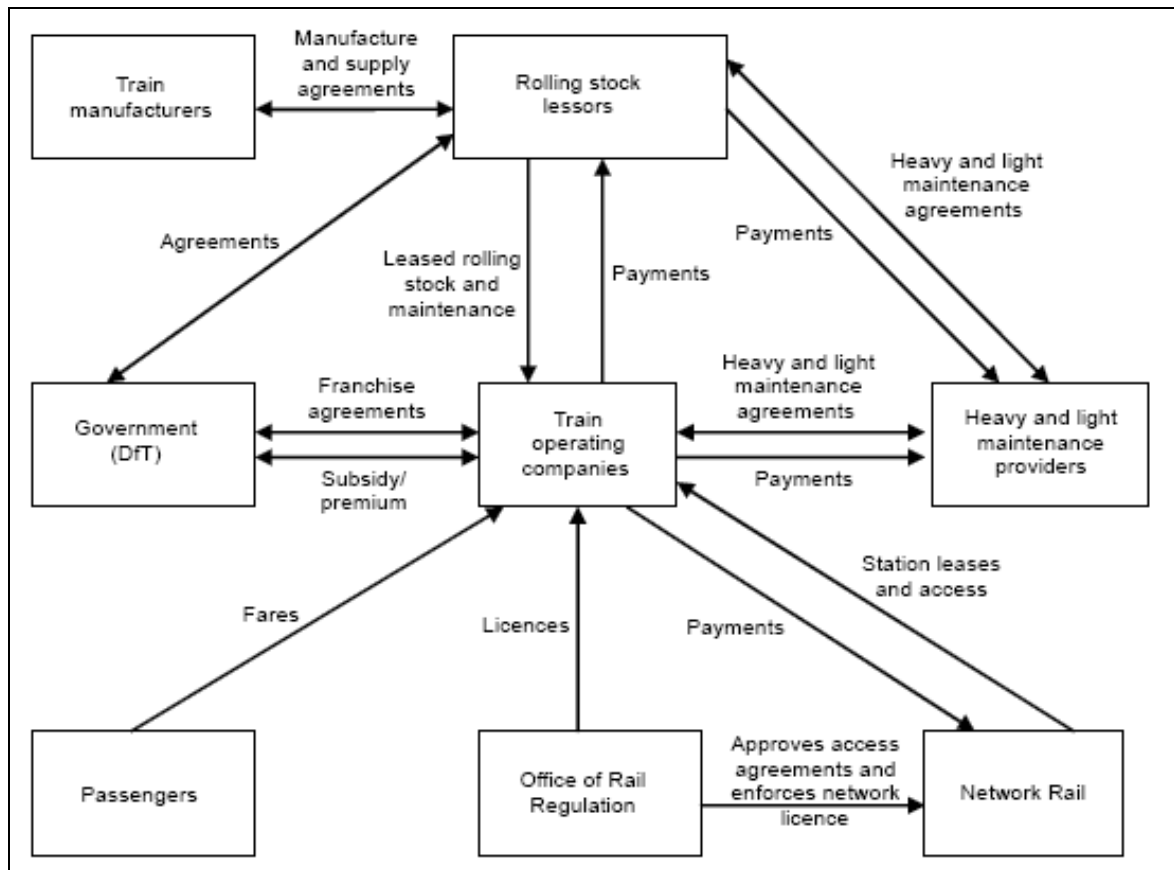 Train
manufacturers
Manufacture
and supply
agreements
Rolling stock
lessors
Heavy and light
maintenance
agreements
Agreements
Leased rolling
stock and
maintenance
Payments
Payments
Government
(DfT)
Franchise
agreements
Subsidy/
premium
Train
operating
companies
Heavy and light
maintenance
agreements
Payments
Heavy and light
maintenance
providers
Fares
Licences
Payments
Station leases
and access
Passengers
Office of Rail
Regulation
Approves access
agreements and
enforces network
licence
Network Rail